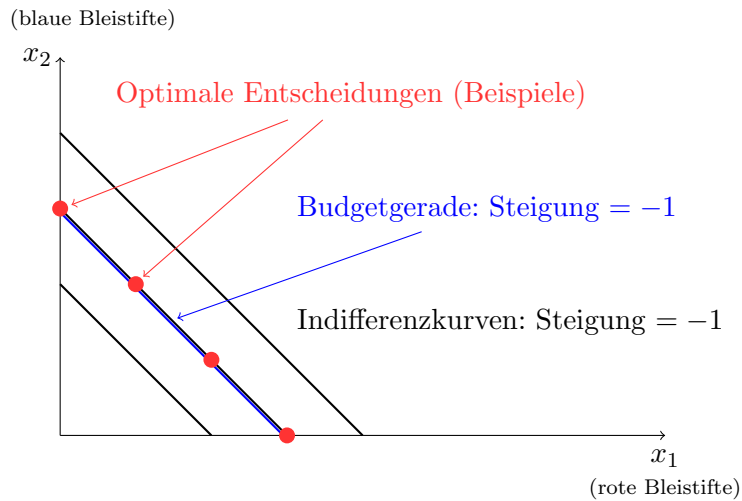 (blaue Bleistifte)
x₂
Optimale Entscheidungen (Beispiele)
Budgetgerade: Steigung = −1
Indifferenzkurven: Steigung = −1
x₁
(rote Bleistifte)